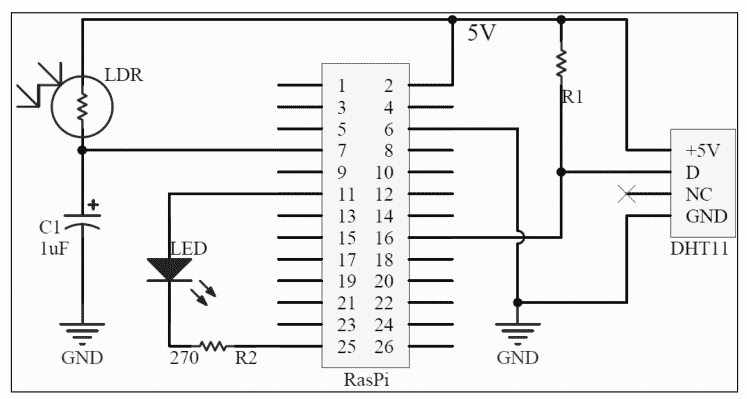 5V
LDR
R1
1 2
3 4
5 6
7 8
9 10
11 12
13 14
15 16
17 18
19 20
21 22
23 24
25 26
RasPi
+5V
D
NC
GND
DHT11
+
C1
1uF
LED
270 R2
GND
GND